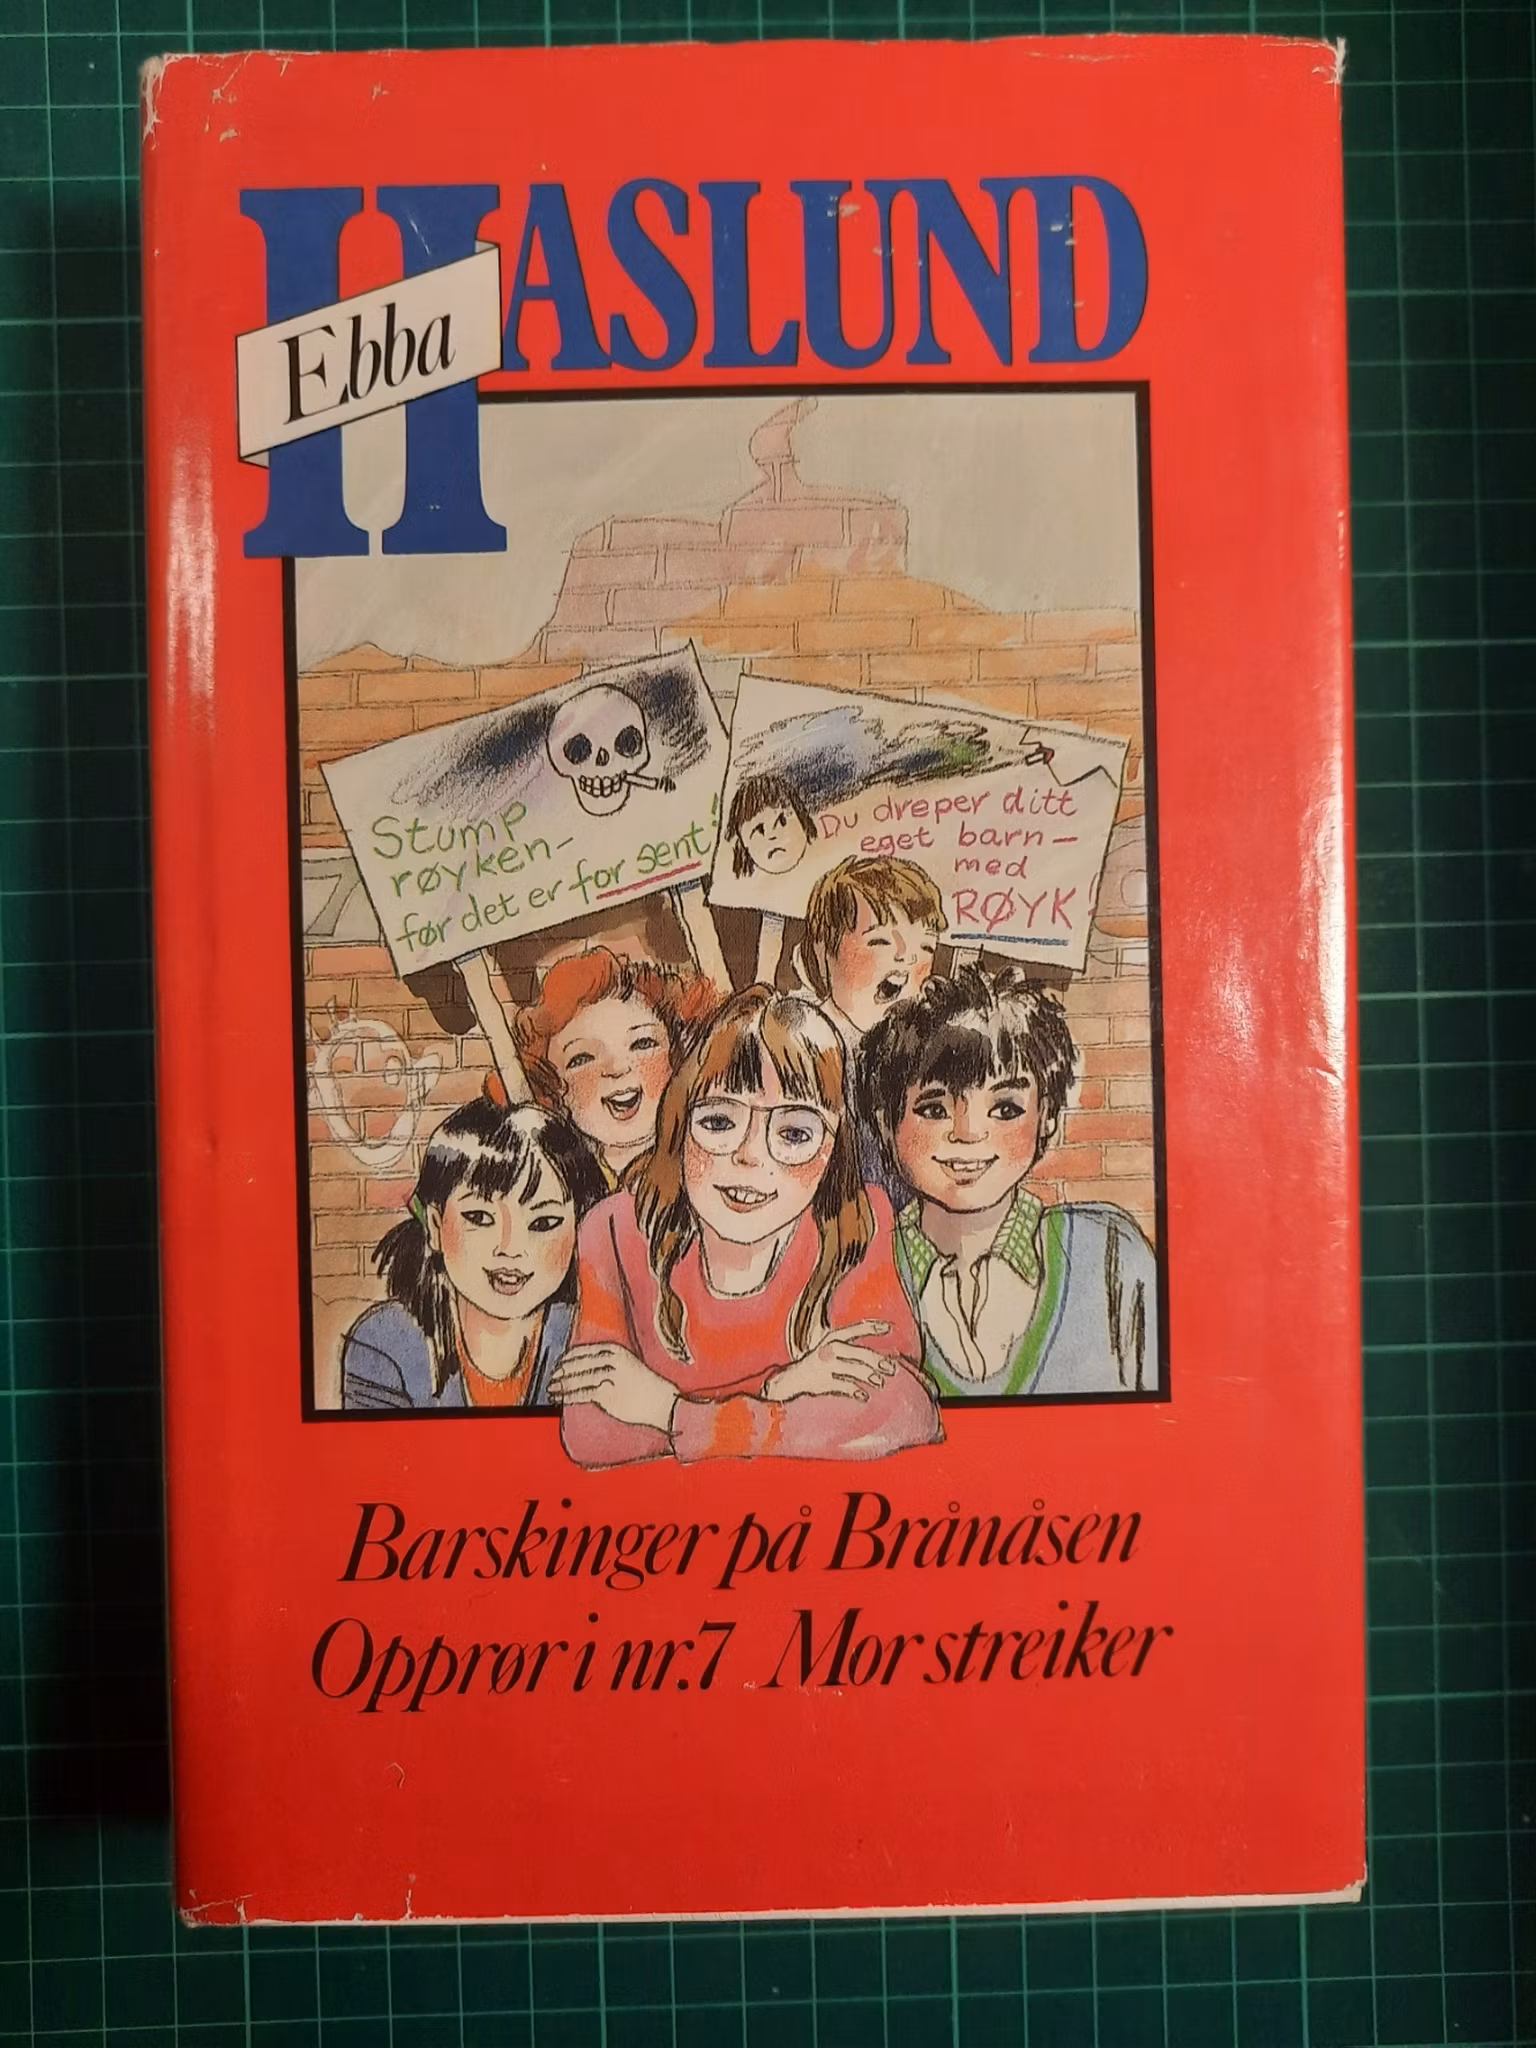 Ebba
HASLUND
Stump
røyken-
før det er for sent!
Du dreper ditt
eget barn-
med
RØYK!
Barskinger på Brånåsen
Opprør i nr.7 Mor streiker